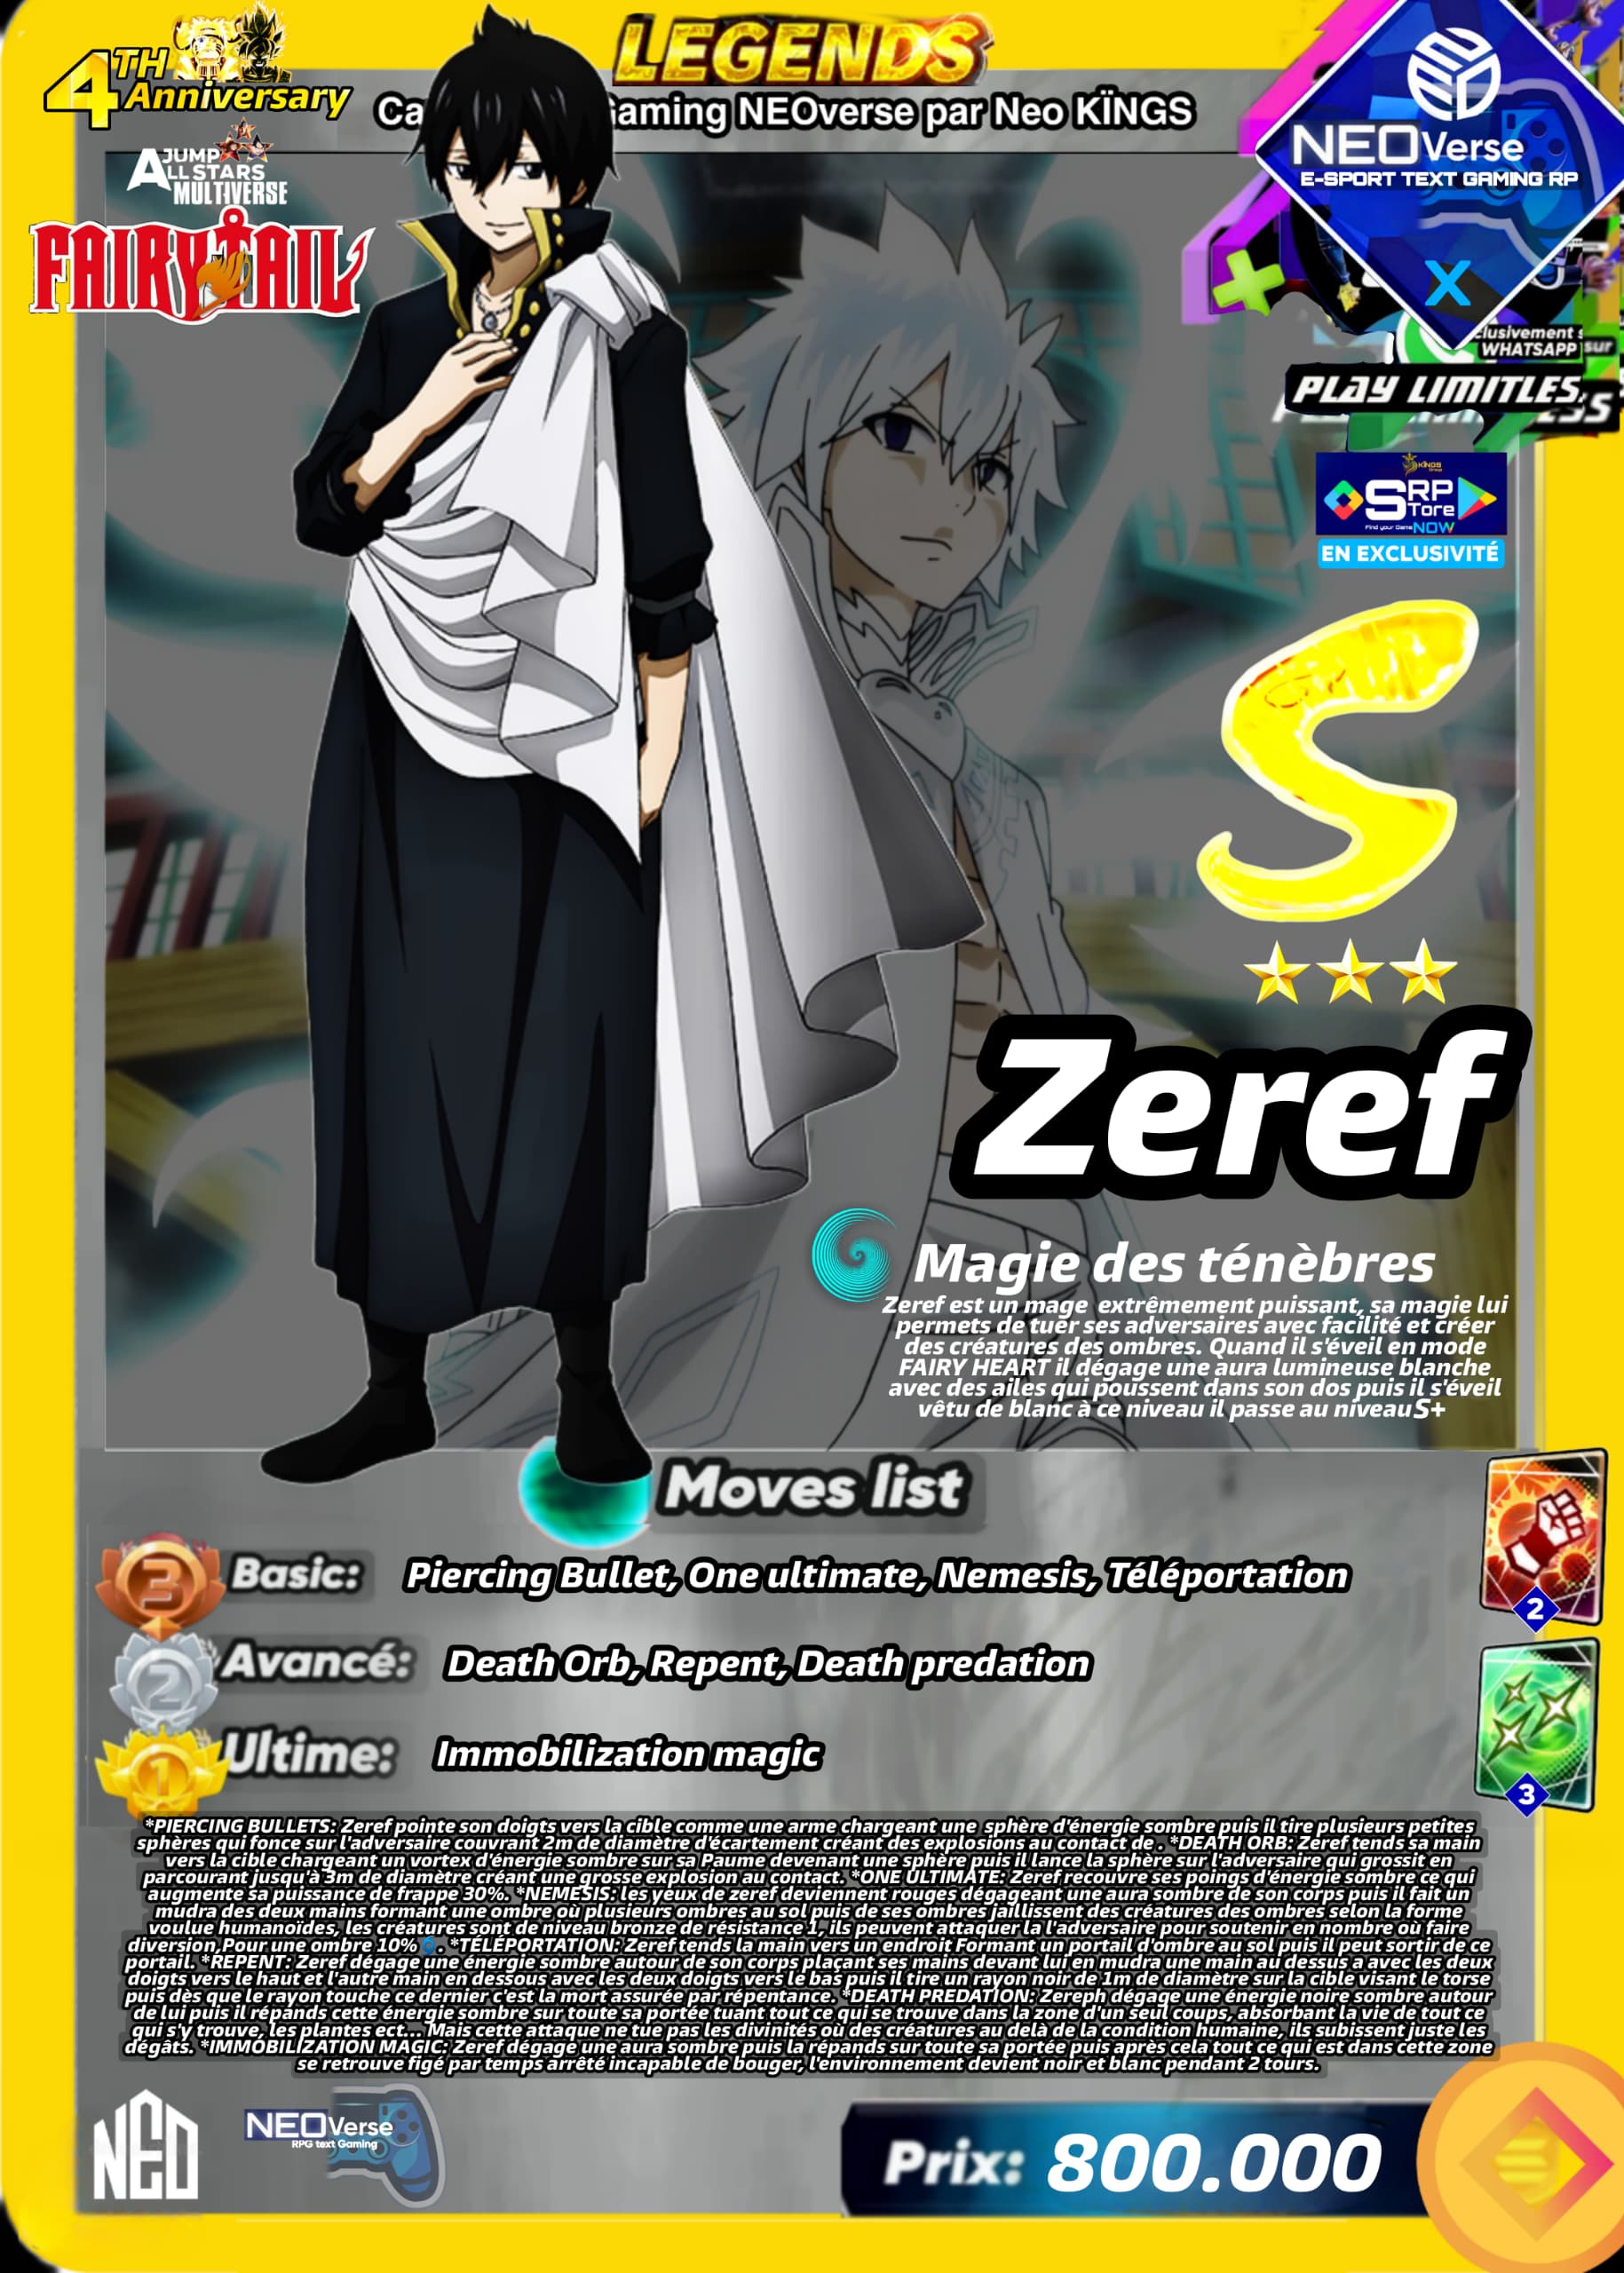 4TH
Anniversary
LEGENDS
Ca aming NEOverse par Neo KÏNGS
JUMP
ALL STARS
MULTIVERSE
FAIRY TAIL
NEOVerse
E-SPORT TEXT GAMING RP
X
clusivement s
WHATSAPP sur
PLAY LIMITLES
KINGS
SRP
Tore
Find your Game NOW
EN EXCLUSIVITÉ
S
Zeref
Magie des ténèbres
Zeref est un mage extrêmement puissant, sa magie lui
permets de tuer ses adversaires avec facilité et créer
des créatures des ombres. Quand il s'éveil en mode
FAIRY HEART il dégage une aura lumineuse blanche
avec des ailes qui poussent dans son dos puis il s'éveil
vêtu de blanc à ce niveau il passe au niveau S+
Moves list
3 Basic: Piercing Bullet, One ultimate, Nemesis, Téléportation
2
2 Avancé: Death Orb, Repent, Death predation
1 Ultime: Immobilization magic
3
*PIERCING BULLETS: Zeref pointe son doigts vers la cible comme une arme chargeant une sphère d'énergie sombre puis il tire plusieurs petites
sphères qui fonce sur l'adversaire couvrant 2m de diamètre d'écartement créant des explosions au contact de . *DEATH ORB: Zeref tends sa main
vers la cible chargeant un vortex d'énergie sombre sur sa Paume devenant une sphère puis il lance la sphère sur l'adversaire qui grossit en
parcourant jusqu'à 3m de diamètre créant une grosse explosion au contact. *ONE ULTIMATE: Zeref recouvre ses poings d'énergie sombre ce qui
augmente sa puissance de frappe 30%. *NEMESIS: les yeux de zeref deviennent rouges dégageant une aura sombre de son corps puis il fait un
mudra des deux mains formant une ombre où plusieurs ombres au sol puis de ses ombres jaillissent des créatures des ombres selon la forme
voulue humanoïdes, les créatures sont de niveau bronze de résistance 1, ils peuvent attaquer la l'adversaire pour soutenir en nombre où faire
diversion,Pour une ombre 10% 🌀. *TÉLÉPORTATION: Zeref tends la main vers un endroit Formant un portail d'ombre au sol puis il peut sortir de ce
portail. *REPENT: Zeref dégage une énergie sombre autour de son corps plaçant ses mains devant lui en mudra une main au dessus a avec les deux
doigts vers le haut et l'autre main en dessous avec les deux doigts vers le bas puis il tire un rayon noir de 1m de diamètre sur la cible visant le torse
puis dès que le rayon touche ce dernier c'est la mort assurée par répentance. *DEATH PREDATION: Zereph dégage une énergie noire sombre autour
de lui puis il répands cette énergie sombre sur toute sa portée tuant tout ce qui se trouve dans la zone d'un seul coups, absorbant la vie de tout ce
qui s'y trouve, les plantes ect... Mais cette attaque ne tue pas les divinités où des créatures au delà de la condition humaine, ils subissent juste les
dégâts. *IMMOBILIZATION MAGIC: Zeref dégage une aura sombre puis la répands sur toute sa portée puis après cela tout ce qui est dans cette zone
se retrouve figé par temps arrêté incapable de bouger, l'environnement devient noir et blanc pendant 2 tours.
NEO
NEOVerse
RPG text Gaming
Prix: 800.000